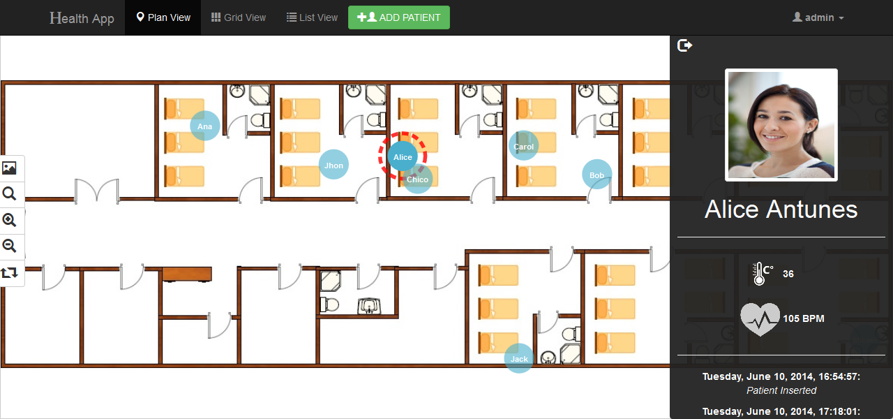 Health App
Plan View
Grid View
List View
ADD PATIENT
admin
Ana
Jhon
Alice
Chico
Carol
Bob
Jack
Alice Antunes
C°
36
105 BPM
Tuesday, June 10, 2014, 16:54:57:
Patient Inserted
Tuesday, June 10, 2014, 17:18:01: